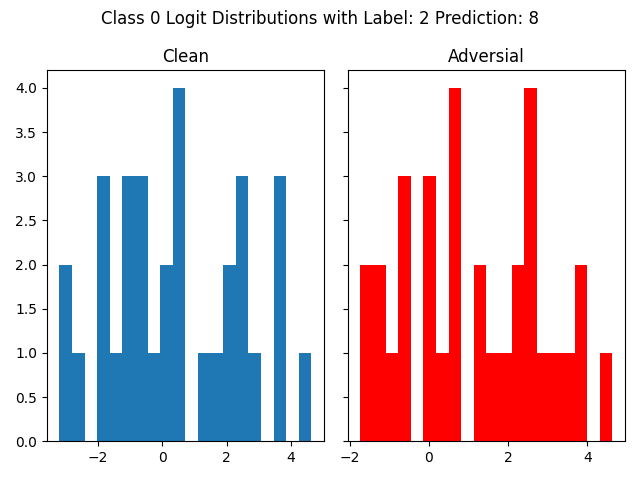 Class 0 Logit Distributions with Label: 2 Prediction: 8
Clean
Adversial
4.0
3.5
3.0
2.5
2.0
1.5
1.0
0.5
0.0
−2 0 2 4
−2 0 2 4